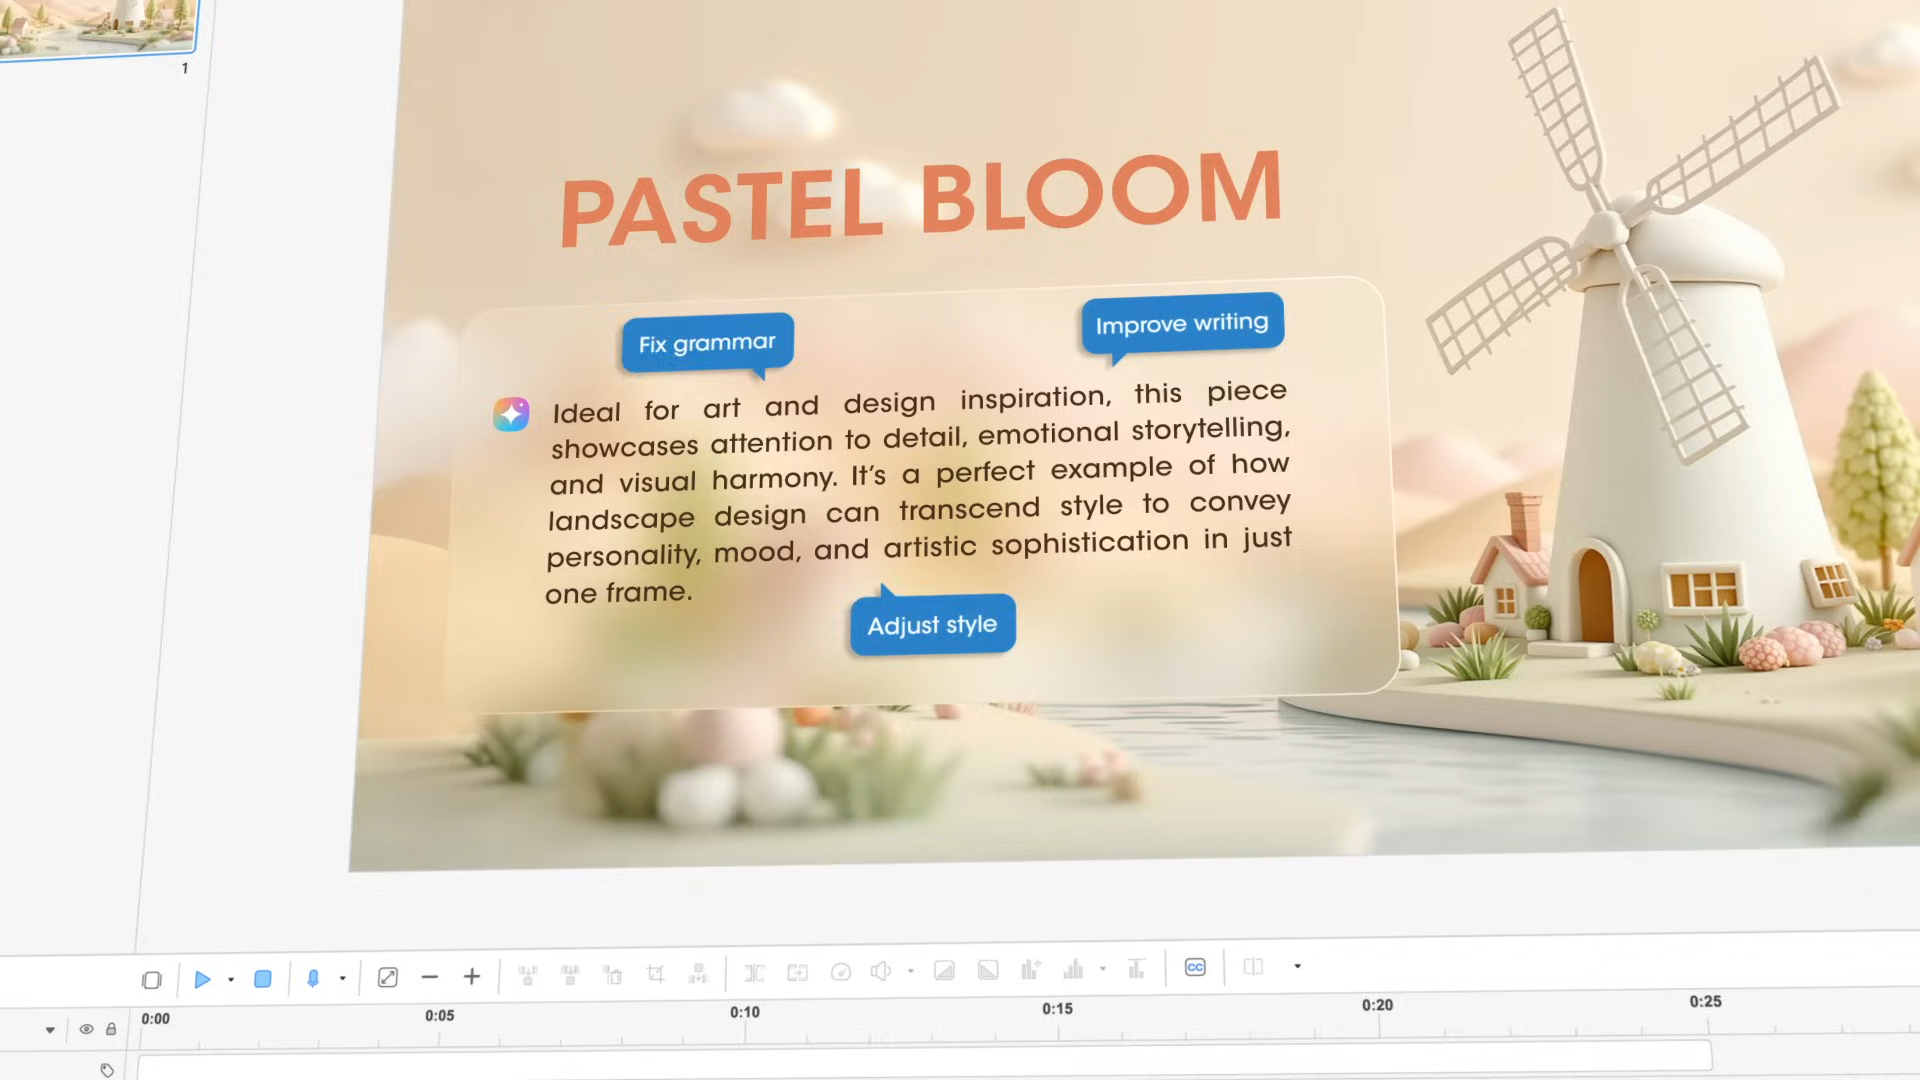 1
PASTEL BLOOM
Fix grammar
Improve writing
Ideal for art and design inspiration, this piece
showcases attention to detail, emotional storytelling,
and visual harmony. It's a perfect example of how
landscape design can transcend style to convey
personality, mood, and artistic sophistication in just
one frame.
Adjust style
CC
0:00
0:05
0:10
0:15
0:20
0:25